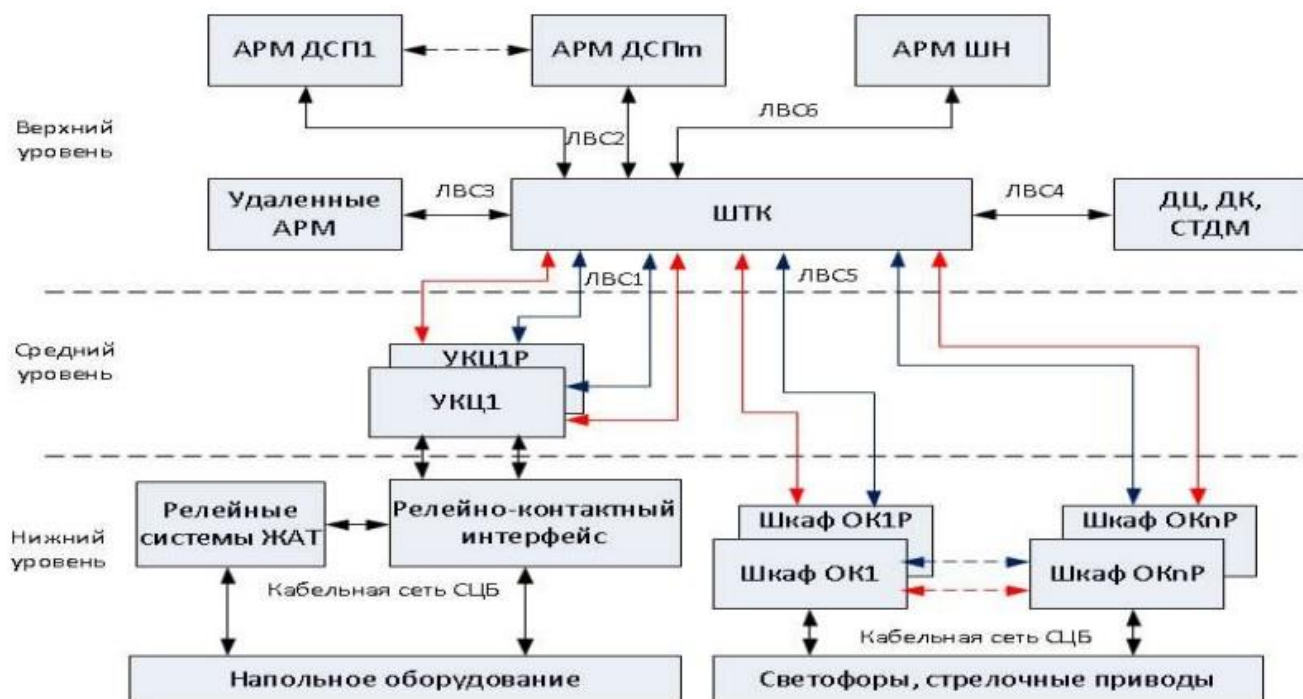 АРМ ДСП1
АРМ ДСПm
АРМ ШН
Верхний
уровень
ЛВС2
ЛВС6
Удаленные
АРМ
ЛВС3
ШТК
ЛВС4
ДЦ, ДК,
СТДМ
ЛВС1
ЛВС5
Средний
уровень
УКЦ1Р
УКЦ1
Нижний
уровень
Релейные
системы ЖАТ
Релейно-контактный
интерфейс
Шкаф ОК1Р
Шкаф ОК1
Шкаф ОКnР
Шкаф ОКnР
Кабельная сеть СЦБ
Кабельная сеть СЦБ
Напольное оборудование
Светофоры, стрелочные приводы